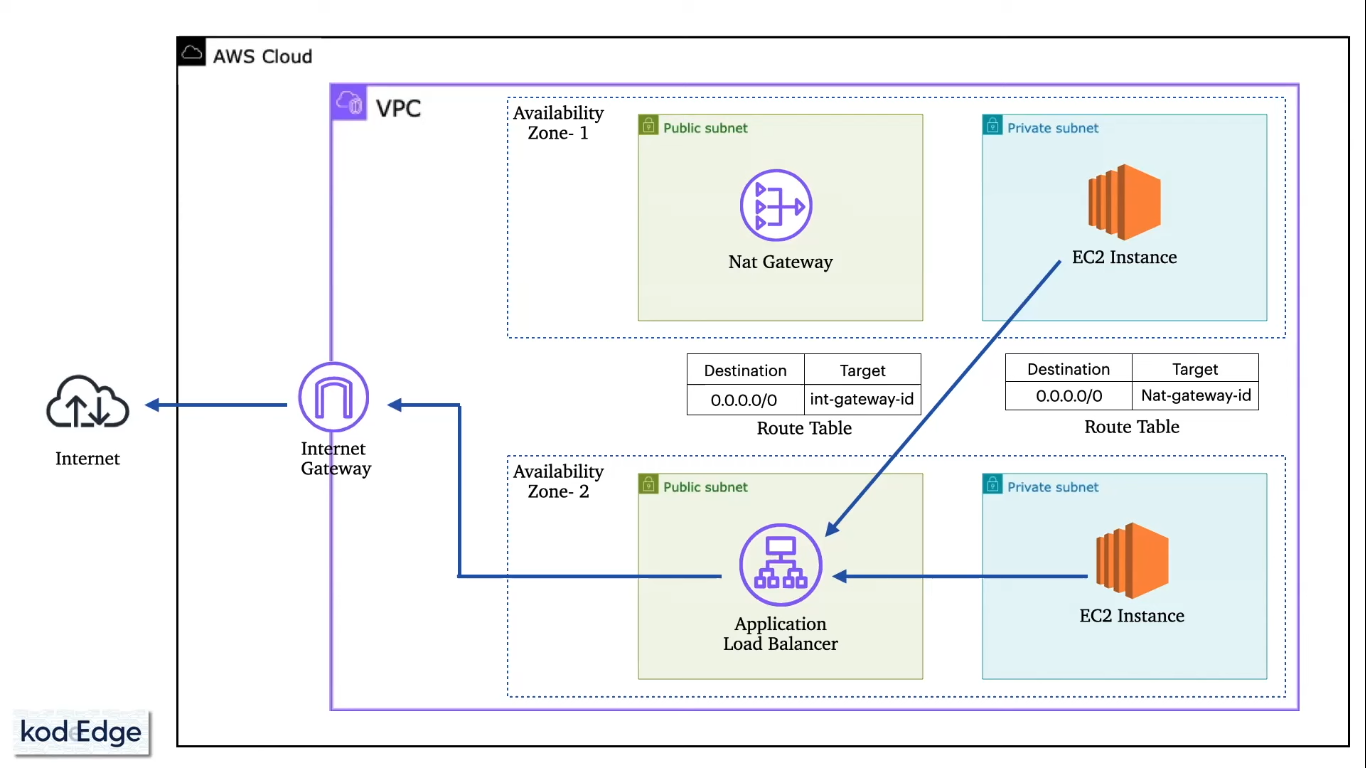 AWS Cloud
VPC
Availability
Zone- 1
Public subnet
Nat Gateway
Private subnet
EC2 Instance
Destination Target
0.0.0.0/0 int-gateway-id
Route Table
Destination Target
0.0.0.0/0 Nat-gateway-id
Route Table
Internet
Internet
Gateway
Availability
Zone- 2
Public subnet
Application
Load Balancer
Private subnet
EC2 Instance
kodEdge